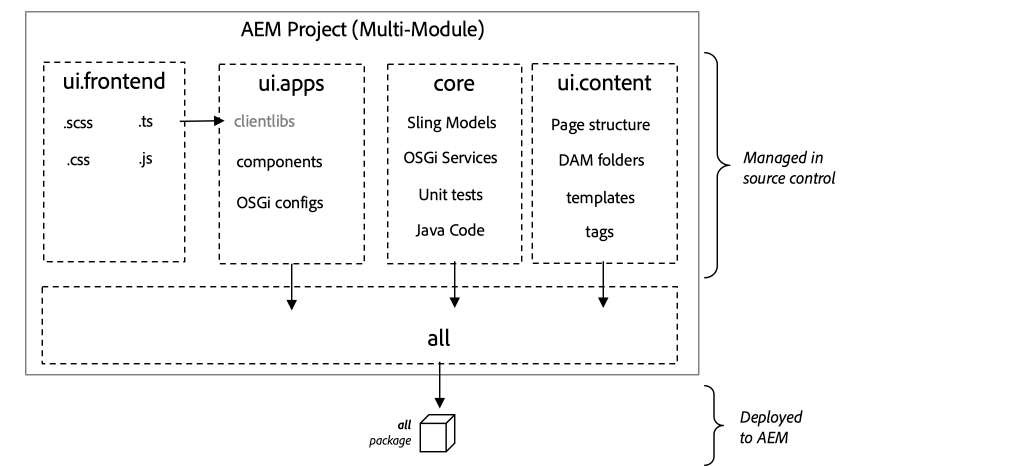 AEM Project (Multi-Module)
ui.frontend
.scss .ts
.css .js
ui.apps
clientlibs
components
OSGi configs
core
Sling Models
OSGi Services
Unit tests
Java Code
ui.content
Page structure
DAM folders
templates
tags
Managed in
source control
all
all
package
Deployed
to AEM